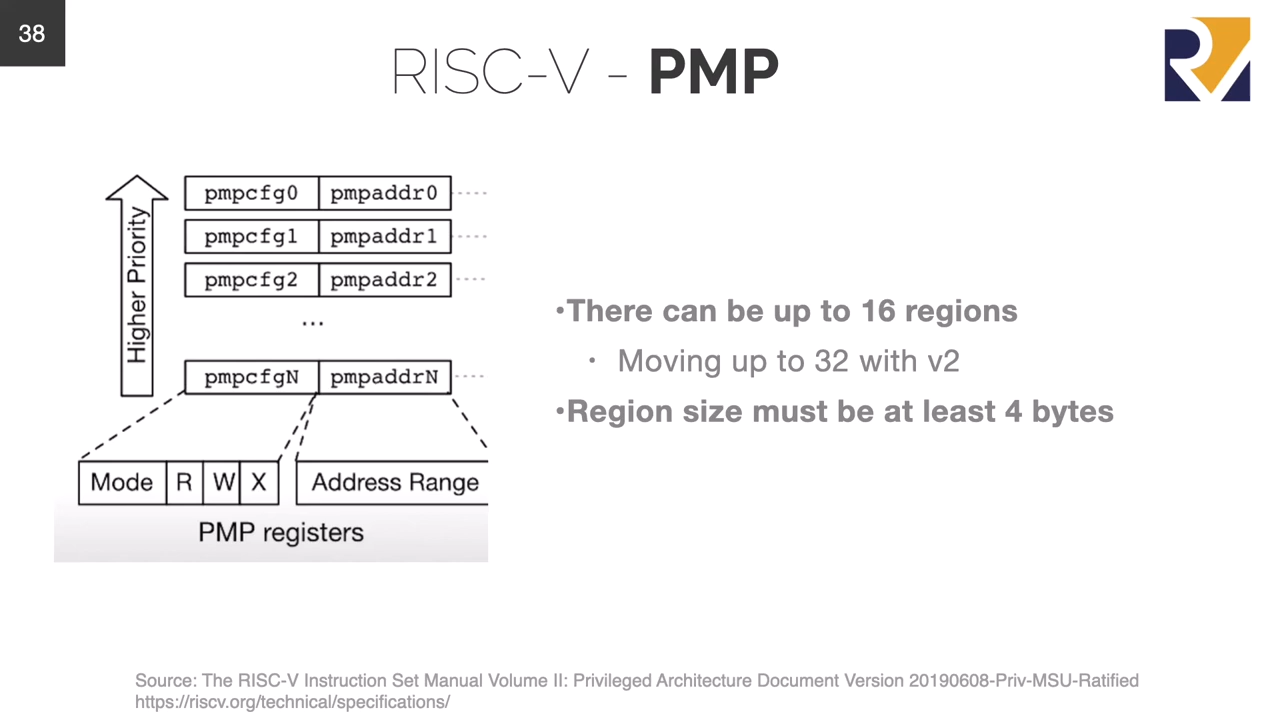 38
RISC-V - PMP
Higher Priority
pmpcfg0 pmpaddr0
pmpcfg1 pmpaddr1
pmpcfg2 pmpaddr2
...
pmpcfgN pmpaddrN
Mode R W X Address Range
PMP registers
•There can be up to 16 regions
• Moving up to 32 with v2
•Region size must be at least 4 bytes
Source: The RISC-V Instruction Set Manual Volume II: Privileged Architecture Document Version 20190608-Priv-MSU-Ratified
https://riscv.org/technical/specifications/